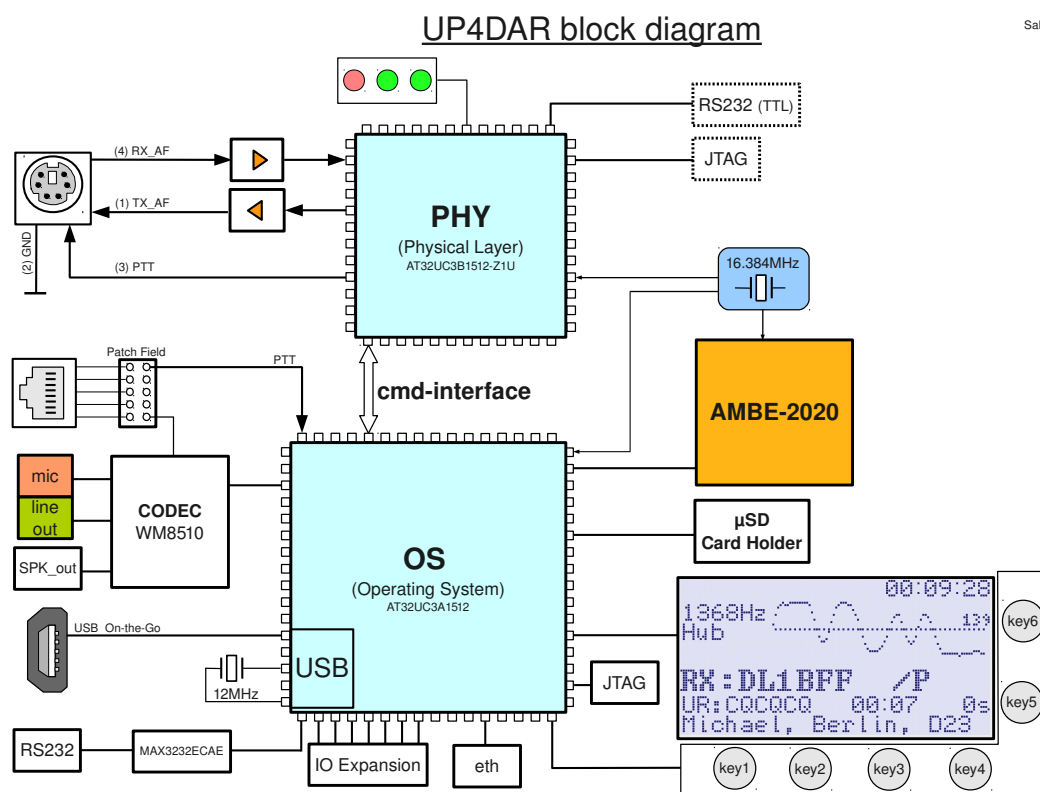 UP4DAR block diagram
Sal
RS232 (TTL)
JTAG
(4) RX_AF
(1) TX_AF
(2) GND
(3) PTT
PHY
(Physical Layer)
AT32UC3B1512-Z1U
16.384MHz
Patch Field
PTT
cmd-interface
AMBE-2020
mic
line
out
SPK_out
CODEC
WM8510
OS
(Operating System)
AT32UC3A1512
µSD
Card Holder
USB On-the-Go
USB
12MHz
JTAG
00:09:28
1368Hz
139
Hub
RX:DL1BFF /P
UR:CQCQCQ 00:07 0s
Michael, Berlin, D23
key6
key5
key1
key2
key3
key4
RS232
MAX3232ECAE
IO Expansion
eth